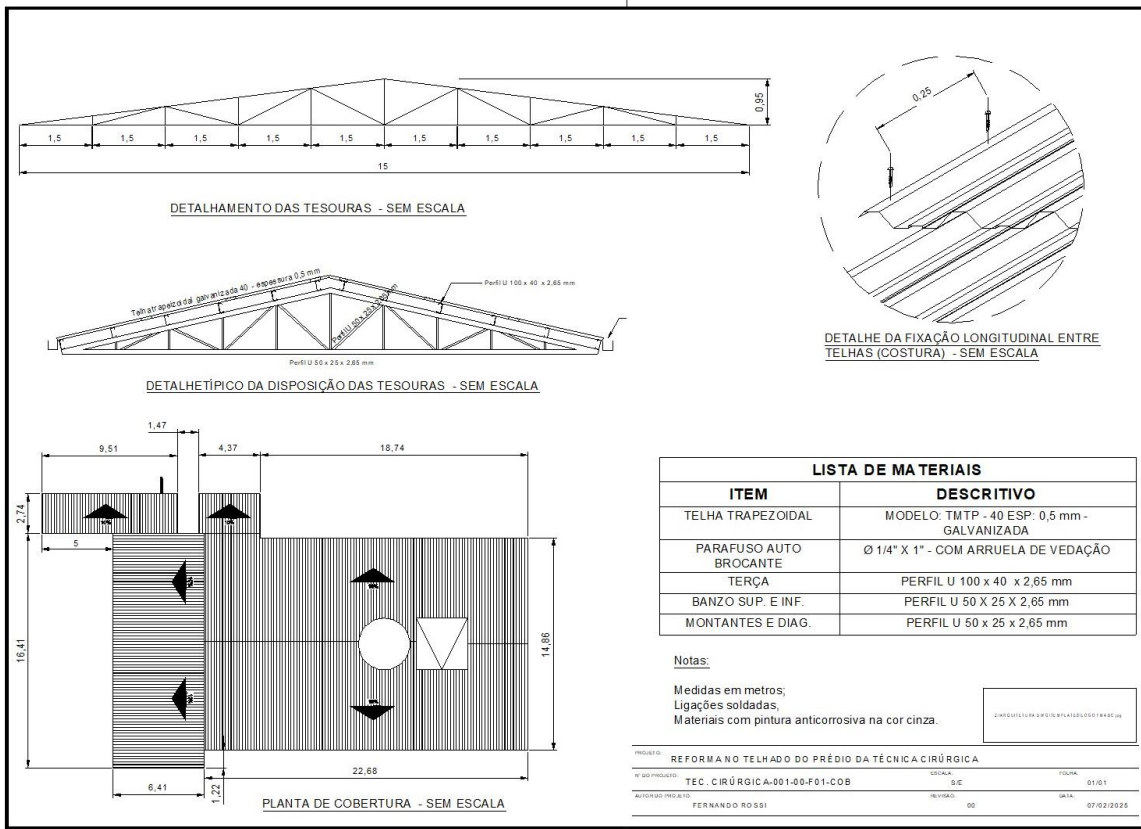 0,95
1,5 1,5 1,5 1,5 1,5 1,5 1,5 1,5 1,5 1,5
15
DETALHAMENTO DAS TESOURAS - SEM ESCALA
0,25
DETALHE DA FIXAÇÃO LONGITUDINAL ENTRE
TELHAS (COSTURA) - SEM ESCALA
Telha trapezoidal galvanizada 40 - espessura 0,5 mm
Perfil U 100 x 40 x 2,65 mm
Perfil U 50 x 25 x 2,65 mm
Perfil U 50 x 25 x 2,65 mm
DETALHETÍPICO DA DISPOSIÇÃO DAS TESOURAS - SEM ESCALA
1,47
9,51 4,37 18,74
2,74
5
16,41
14,86
22,68
6,41
1,22
PLANTA DE COBERTURA - SEM ESCALA
LISTA DE MATERIAIS
ITEM DESCRITIVO
TELHA TRAPEZOIDAL MODELO: TMTP - 40 ESP: 0,5 mm -
GALVANIZADA
PARAFUSO AUTO
BROCANTE Ø 1/4" X 1" - COM ARRUELA DE VEDAÇÃO
TERÇA PERFIL U 100 x 40 x 2,65 mm
BANZO SUP. E INF. PERFIL U 50 X 25 X 2,65 mm
MONTANTES E DIAG. PERFIL U 50 x 25 x 2,65 mm
Notas:
Medidas em metros;
Ligações soldadas,
Materiais com pintura anticorrosiva na cor cinza.
PROJETO: REFORMA NO TELHADO DO PRÉDIO DA TÉCNICA CIRÚRGICA
Nº DO PROJETO: TEC. CIRÚRGICA-001-00-F01-COB ESCALA: S/E FOLHA: 01/01
AUTOR DO PROJETO: FERNANDO ROSSI REVISÃO: 00 DATA: 07/02/2025